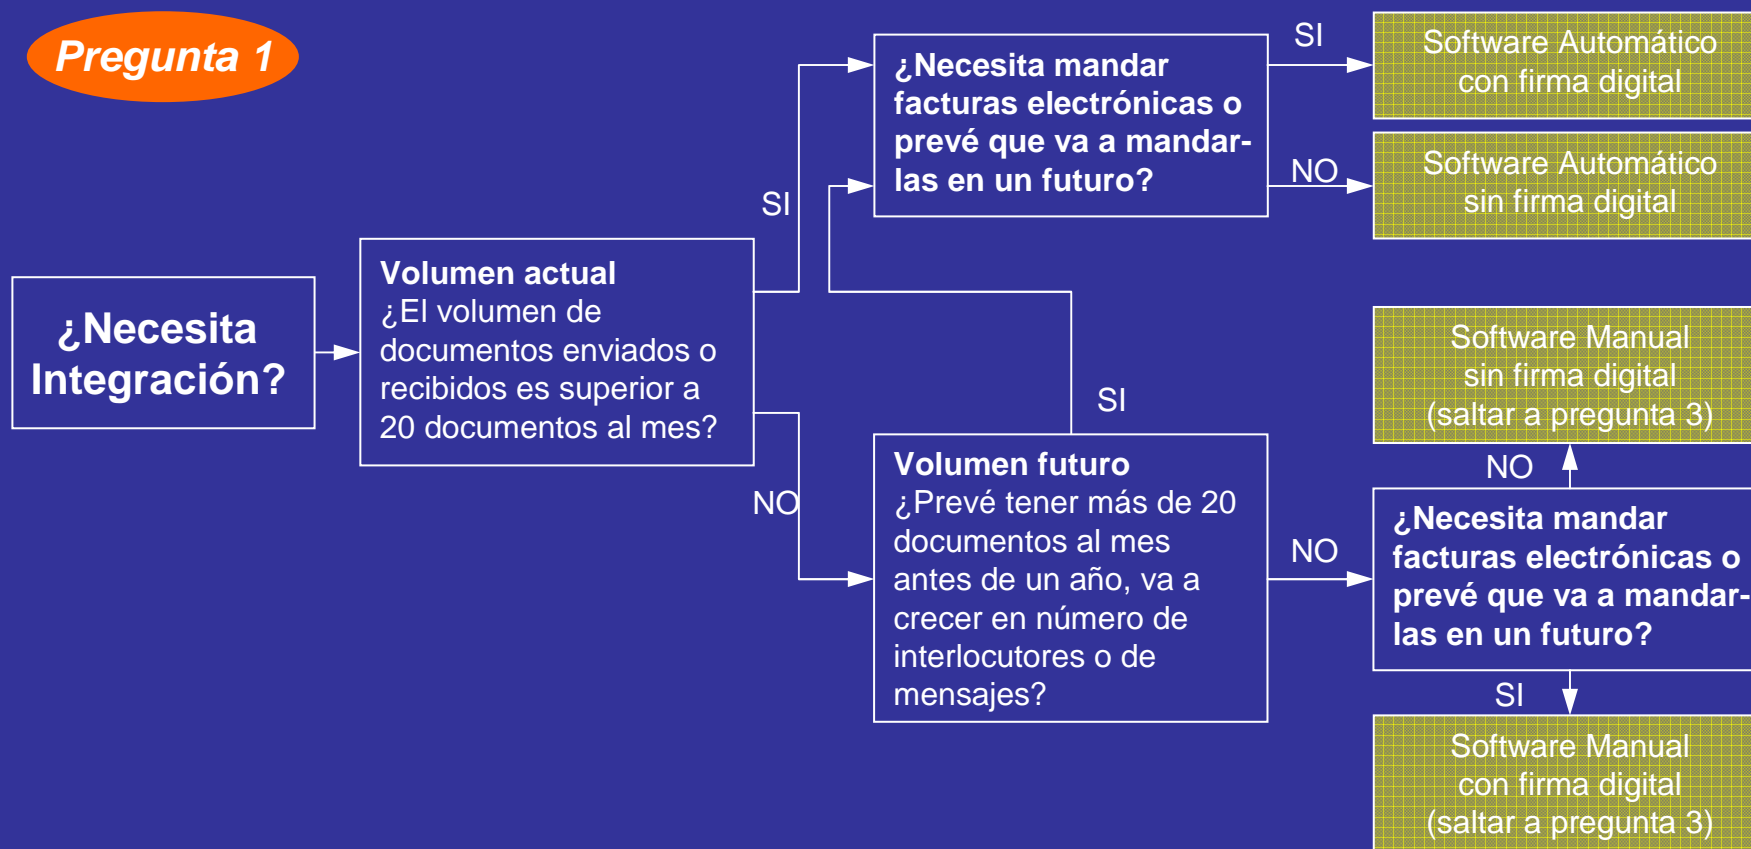 Pregunta 1
¿Necesita
Integración?
Volumen actual
¿El volumen de
documentos enviados o
recibidos es superior a
20 documentos al mes?
SI
NO
¿Necesita mandar
facturas electrónicas o
prevé que va a mandar-
las en un futuro?
SI
NO
Software Automático
con firma digital
Software Automático
sin firma digital
SI
Volumen futuro
¿Prevé tener más de 20
documentos al mes
antes de un año, va a
crecer en número de
interlocutores o de
mensajes?
NO
Software Manual
sin firma digital
(saltar a pregunta 3)
NO
¿Necesita mandar
facturas electrónicas o
prevé que va a mandar-
las en un futuro?
SI
Software Manual
con firma digital
(saltar a pregunta 3)